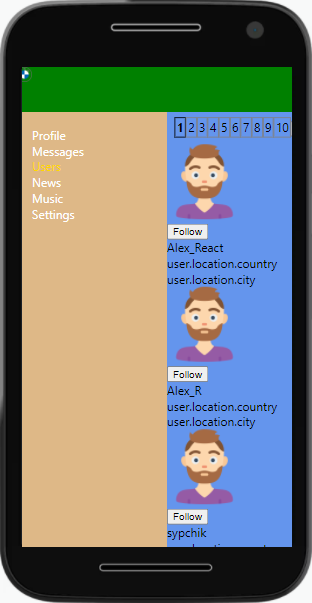 Profile
Messages
Users
News
Music
Settings
1 2 3 4 5 6 7 8 9 10
Follow
Alex_React
user.location.country
user.location.city
Follow
Alex_R
user.location.country
user.location.city
Follow
sypchik